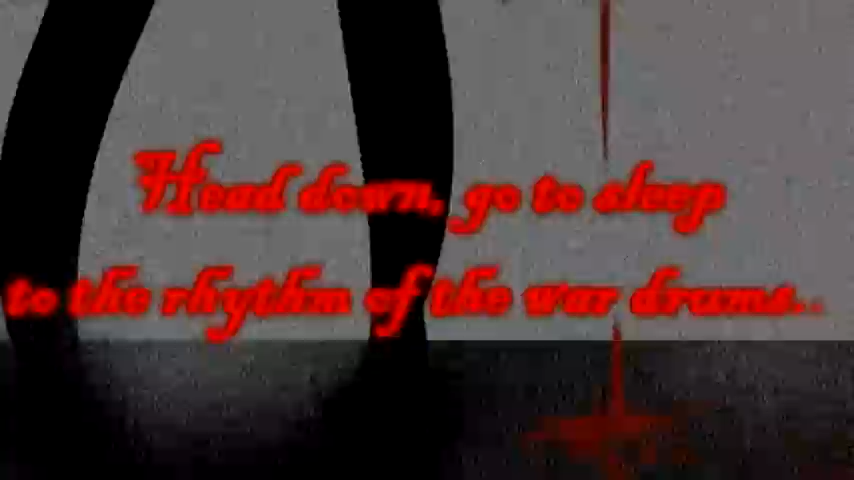 Head down, go to sleep
to the rhythm of the war drums..